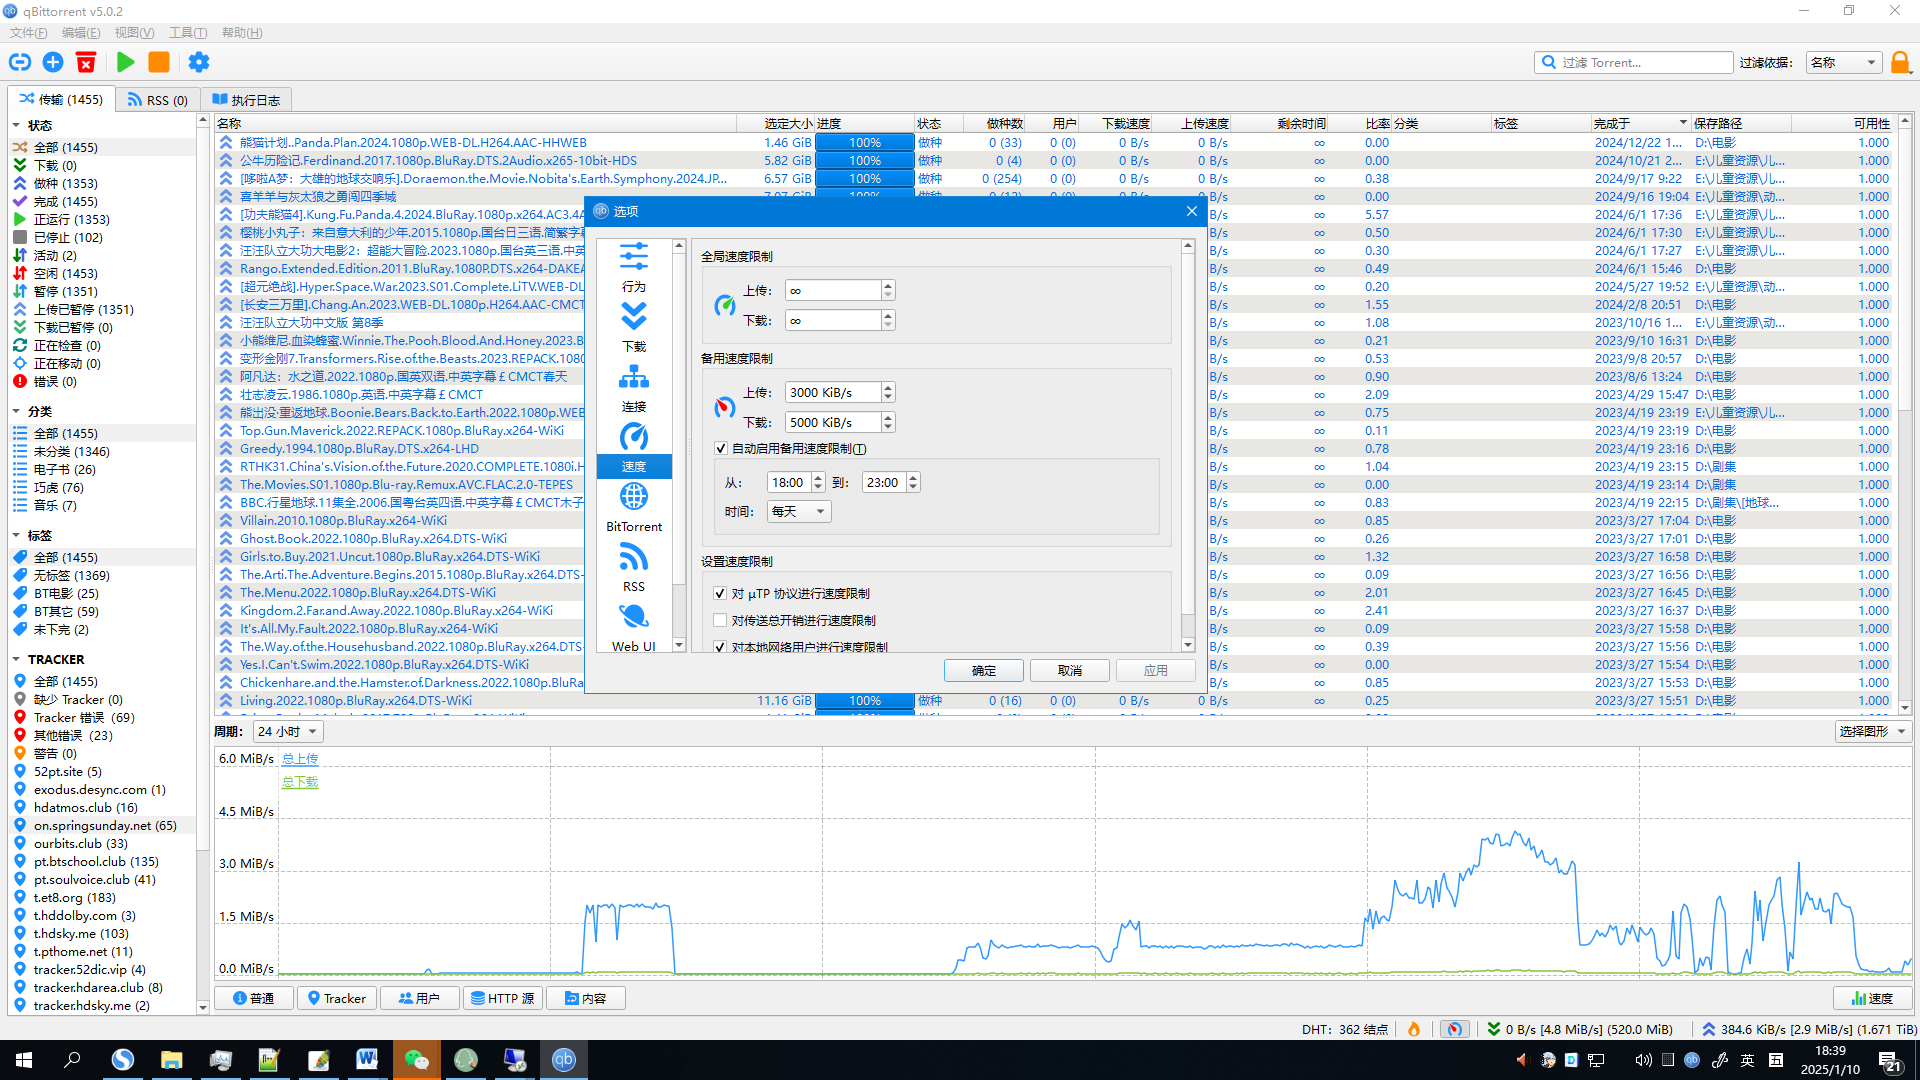 qBittorrent v5.0.2
文件(F) 编辑(E) 视图(V) 工具(T) 帮助(H)
过滤 Torrent... 过滤依据： 名称
传输 (1455) RSS (0) 执行日志
状态
全部 (1455)
下载 (0)
做种 (1353)
完成 (1455)
正运行 (1353)
已停止 (102)
活动 (2)
空闲 (1453)
暂停 (1351)
上传已暂停 (1351)
下载已暂停 (0)
正在检查 (0)
正在移动 (0)
错误 (0)
分类
全部 (1455)
未分类 (1346)
电子书 (26)
巧虎 (76)
音乐 (7)
标签
全部 (1455)
无标签 (1369)
BT电影 (25)
BT其它 (59)
未下完 (2)
TRACKER
全部 (1455)
缺少 Tracker (0)
Tracker 错误 (69)
其他错误 (23)
警告 (0)
52pt.site (5)
exodus.desync.com (1)
hdatmos.club (16)
on.springsunday.net (65)
ourbits.club (33)
pt.btschool.club (135)
pt.soulvoice.club (41)
t.et8.org (183)
t.hddolby.com (3)
t.hdsky.me (103)
t.pthome.net (11)
tracker.52dic.vip (4)
tracker.hdarea.club (8)
tracker.hdsky.me (2)
名称 选定大小 进度 状态 做种数 用户 下载速度 上传速度 剩余时间 比率 分类 标签 完成于 保存路径 可用性
熊猫计划..Panda.Plan.2024.1080p.WEB-DL.H264.AAC-HHWEB 1.46 GiB 100% 做种 0 (33) 0 (0) 0 B/s 0 B/s ∞ 0.00 2024/12/22 1... D:\电影 1.000
公牛历险记.Ferdinand.2017.1080p.BluRay.DTS.2Audio.x265-10bit-HDS 5.82 GiB 100% 做种 0 (4) 0 (0) 0 B/s 0 B/s ∞ 0.00 2024/10/21 2... E:\儿童资源\儿... 1.000
[哆啦A梦：大雄的地球交响乐].Doraemon.the.Movie.Nobita's.Earth.Symphony.2024.JP... 6.57 GiB 100% 做种 0 (254) 0 (0) 0 B/s 0 B/s ∞ 0.38 2024/9/17 9:22 E:\儿童资源\儿... 1.000
喜羊羊与灰太狼之勇闯四季城 ∞ 0.00 2024/9/16 19:04 E:\儿童资源\动... 1.000
[功夫熊猫4].Kung.Fu.Panda.4.2024.BluRay.1080p.x264.AC3.4A B/s ∞ 5.57 2024/6/1 17:36 E:\儿童资源\儿... 1.000
樱桃小丸子：来自意大利的少年.2015.1080p.国台日三语.简繁字幕 B/s ∞ 0.50 2024/6/1 17:30 E:\儿童资源\儿... 1.000
汪汪队立大功大电影2：超能大冒险.2023.1080p.国台英三语.中英 B/s ∞ 0.30 2024/6/1 17:27 E:\儿童资源\儿... 1.000
Rango.Extended.Edition.2011.BluRay.1080P.DTS.x264-DAKEA B/s ∞ 0.49 2024/6/1 15:46 D:\电影 1.000
[超元绝战].Hyper.Space.War.2023.S01.Complete.LiTV.WEB-DL B/s ∞ 0.20 2024/5/27 19:52 E:\儿童资源\动... 1.000
[长安三万里].Chang.An.2023.WEB-DL.1080p.H264.AAC-CMCT B/s ∞ 1.55 2024/2/8 20:51 D:\电影 1.000
汪汪队立大功中文版 第8季 B/s ∞ 1.08 2023/10/16 1... E:\儿童资源\动... 1.000
小熊维尼.血染蜂蜜.Winnie.The.Pooh.Blood.And.Honey.2023.B B/s ∞ 0.21 2023/9/10 16:31 D:\电影 1.000
变形金刚7.Transformers.Rise.of.the.Beasts.2023.REPACK.1080 B/s ∞ 0.53 2023/9/8 20:57 D:\电影 1.000
阿凡达：水之道.2022.1080p.国英双语.中英字幕￡CMCT春天 B/s ∞ 0.90 2023/8/6 13:24 D:\电影 1.000
壮志凌云.1986.1080p.英语.中英字幕￡CMCT B/s ∞ 2.09 2023/4/29 15:47 D:\电影 1.000
熊出没·重返地球.Boonie.Bears.Back.to.Earth.2022.1080p.WEB B/s ∞ 0.75 2023/4/19 23:19 E:\儿童资源\儿... 1.000
Top.Gun.Maverick.2022.REPACK.1080p.BluRay.x264-WiKi B/s ∞ 0.11 2023/4/19 23:19 D:\电影 1.000
Greedy.1994.1080p.BluRay.DTS.x264-LHD B/s ∞ 0.78 2023/4/19 23:16 D:\电影 1.000
RTHK31.China's.Vision.of.the.Future.2020.COMPLETE.1080i.H B/s ∞ 1.04 2023/4/19 23:15 D:\剧集 1.000
The.Movies.S01.1080p.Blu-ray.Remux.AVC.FLAC.2.0-TEPES B/s ∞ 0.00 2023/4/19 23:14 D:\剧集 1.000
BBC.行星地球.11集全.2006.国粤台英四语.中英字幕￡CMCT木子 B/s ∞ 0.83 2023/4/19 22:15 D:\剧集\[地球... 1.000
Villain.2010.1080p.BluRay.x264-WiKi B/s ∞ 0.85 2023/3/27 17:04 D:\电影 1.000
Ghost.Book.2022.1080p.BluRay.x264.DTS-WiKi B/s ∞ 0.26 2023/3/27 17:01 D:\电影 1.000
Girls.to.Buy.2021.Uncut.1080p.BluRay.x264.DTS-WiKi B/s ∞ 1.32 2023/3/27 16:58 D:\电影 1.000
The.Arti.The.Adventure.Begins.2015.1080p.BluRay.x264.DTS- B/s ∞ 0.09 2023/3/27 16:56 D:\电影 1.000
The.Menu.2022.1080p.BluRay.x264.DTS-WiKi B/s ∞ 2.01 2023/3/27 16:45 D:\电影 1.000
Kingdom.2.Far.and.Away.2022.1080p.BluRay.x264-WiKi B/s ∞ 2.41 2023/3/27 16:37 D:\电影 1.000
It's.All.My.Fault.2022.1080p.BluRay.x264-WiKi B/s ∞ 0.09 2023/3/27 15:58 D:\电影 1.000
The.Way.of.the.Househusband.2022.1080p.BluRay.x264.DTS- B/s ∞ 0.39 2023/3/27 15:56 D:\电影 1.000
Yes.I.Can't.Swim.2022.1080p.BluRay.x264.DTS-WiKi B/s ∞ 0.00 2023/3/27 15:54 D:\电影 1.000
Chickenhare.and.the.Hamster.of.Darkness.2022.1080p.BluRa B/s ∞ 0.85 2023/3/27 15:53 D:\电影 1.000
Living.2022.1080p.BluRay.x264.DTS-WiKi 11.16 GiB 100% 做种 0 (16) 0 (0) 0 B/s 0 B/s ∞ 0.25 2023/3/27 15:51 D:\电影 1.000
选项
行为
下载
连接
速度
BitTorrent
RSS
Web UI
全局速度限制
上传： ∞
下载： ∞
备用速度限制
上传： 3000 KiB/s
下载： 5000 KiB/s
自动启用备用速度限制(T)
从： 18:00 到： 23:00
时间： 每天
设置速度限制
对 μTP 协议进行速度限制
对传送总开销进行速度限制
对本地网络用户进行速度限制
确定 取消 应用
周期： 24 小时 选择图形
6.0 MiB/s
4.5 MiB/s
3.0 MiB/s
1.5 MiB/s
0.0 MiB/s
总上传
总下载
普通 Tracker 用户 HTTP 源 内容 速度
DHT：362 结点 0 B/s [4.8 MiB/s] (520.0 MiB) 384.6 KiB/s [2.9 MiB/s] (1.671 TiB)
英
18:39
2025/1/10
21